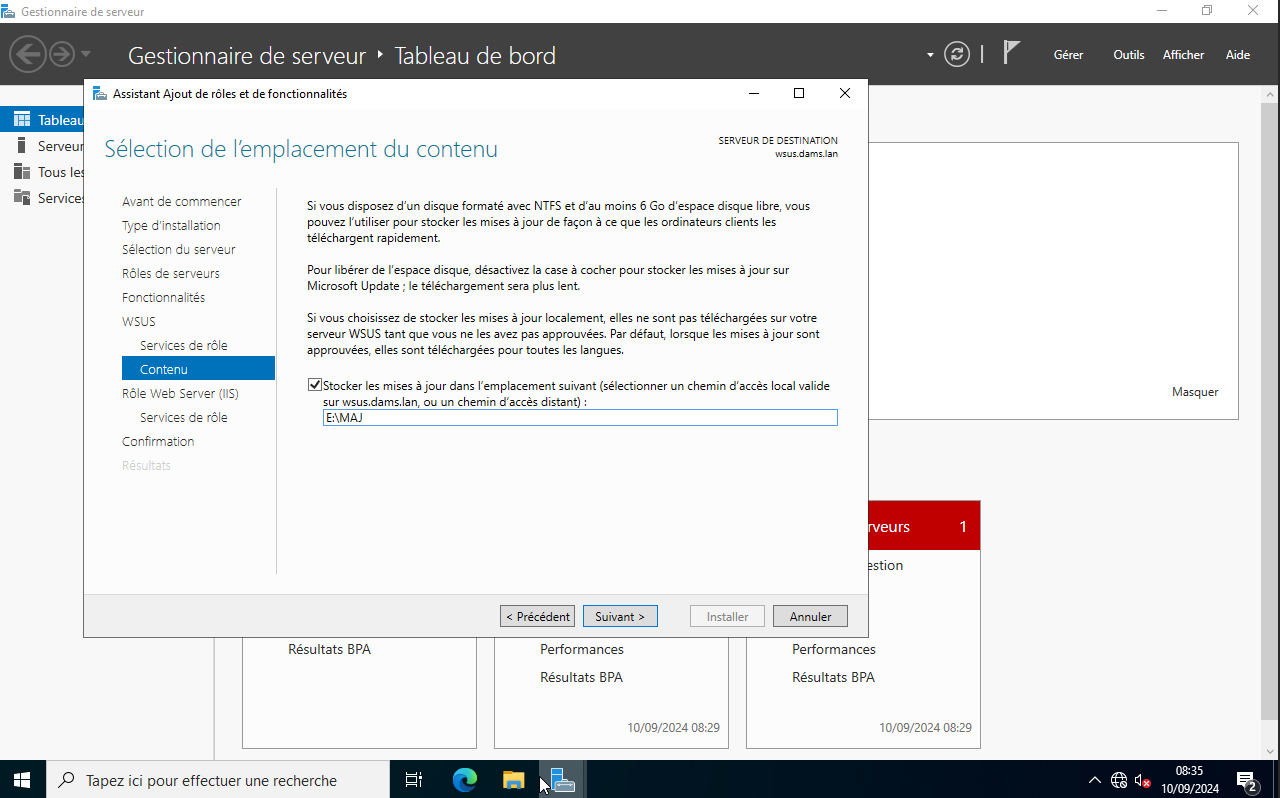 Gestionnaire de serveur
Gestionnaire de serveur ‣ Tableau de bord
Gérer
Outils
Afficher
Aide
Tableau
Serveur
Tous les
Services
Assistant Ajout de rôles et de fonctionnalités
Sélection de l'emplacement du contenu
SERVEUR DE DESTINATION
wsus.dams.lan
Avant de commencer
Type d'installation
Sélection du serveur
Rôles de serveurs
Fonctionnalités
WSUS
Services de rôle
Contenu
Rôle Web Server (IIS)
Services de rôle
Confirmation
Résultats
Si vous disposez d'un disque formaté avec NTFS et d'au moins 6 Go d'espace disque libre, vous
pouvez l'utiliser pour stocker les mises à jour de façon à ce que les ordinateurs clients les
téléchargent rapidement.
Pour libérer de l'espace disque, désactivez la case à cocher pour stocker les mises à jour sur
Microsoft Update ; le téléchargement sera plus lent.
Si vous choisissez de stocker les mises à jour localement, elles ne sont pas téléchargées sur votre
serveur WSUS tant que vous ne les avez pas approuvées. Par défaut, lorsque les mises à jour sont
approuvées, elles sont téléchargées pour toutes les langues.
Stocker les mises à jour dans l'emplacement suivant (sélectionner un chemin d'accès local valide
sur wsus.dams.lan, ou un chemin d'accès distant) :
E:\MAJ
< Précédent
Suivant >
Installer
Annuler
Masquer
rveurs 1
estion
Résultats BPA
Performances
Résultats BPA
10/09/2024 08:29
Performances
Résultats BPA
10/09/2024 08:29
Tapez ici pour effectuer une recherche
08:35
10/09/2024
2